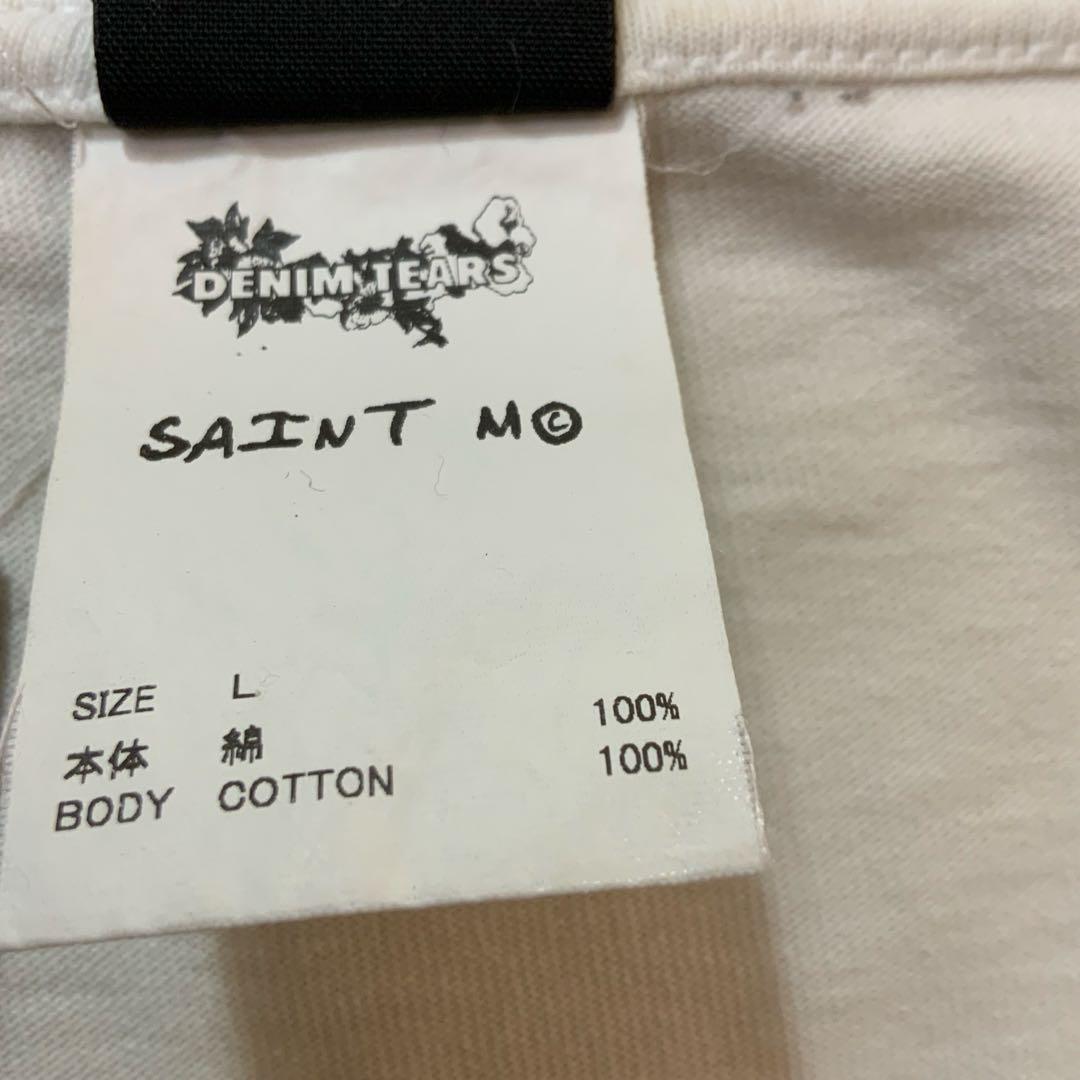 DENIM TEARS
SAINT M©
SIZE L
本体 綿 100%
BODY COTTON 100%